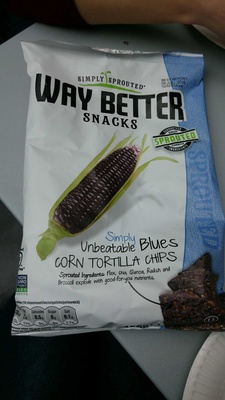 SIMPLY SPROUTED
WAY BETTER
SNACKS
SPROUTED
SPROUTED
Simply
Unbeatable Blues
CORN TORTILLA CHIPS
Sprouted Ingredients: Flax, Chia, Quinoa, Radish and
Broccoli explode with good-for-you nutrients.